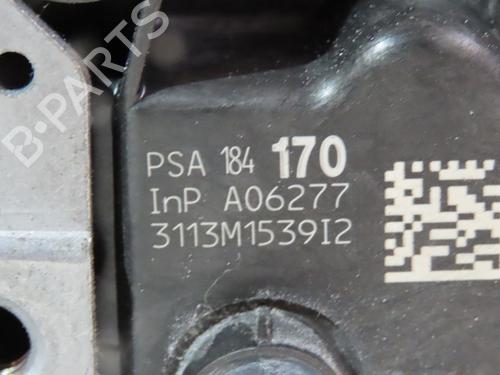 B-PARTS
PSA 184 170
InP A06277
3113M1539I2